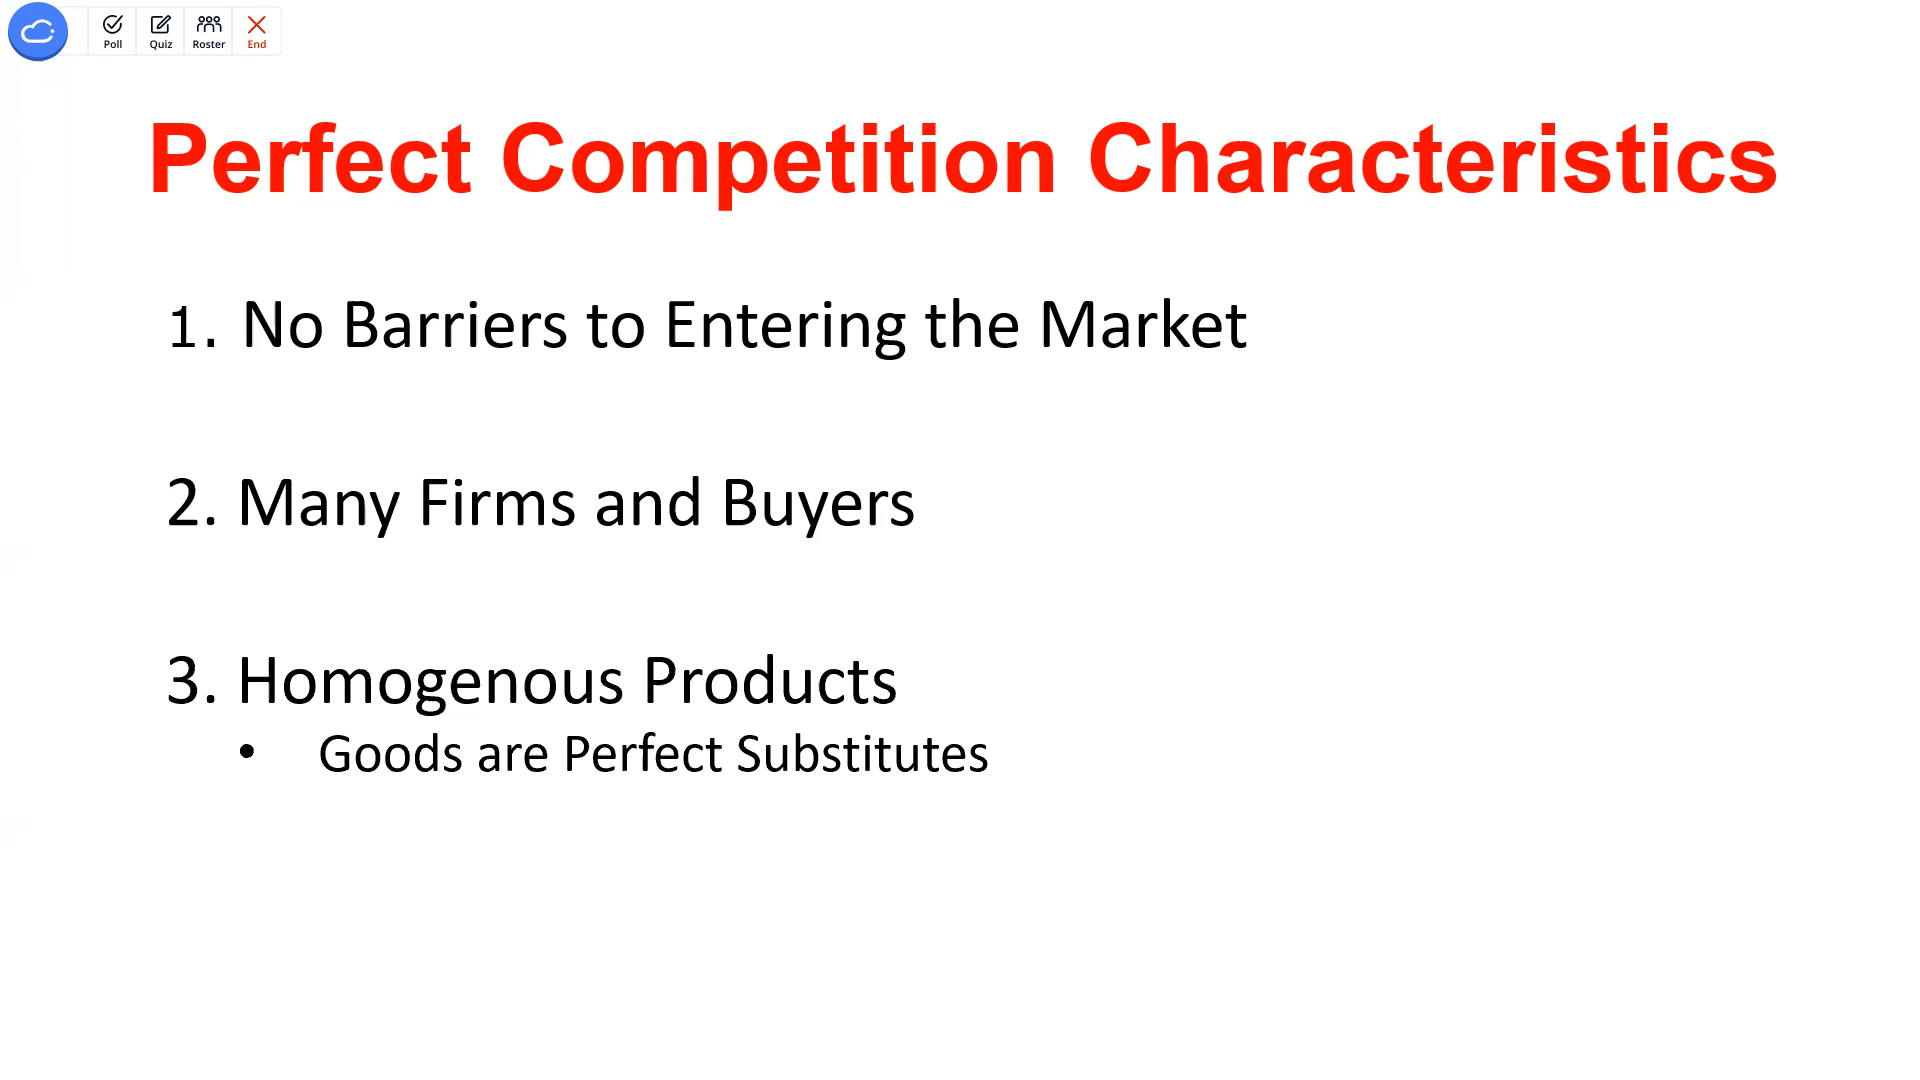 Poll Quiz Roster End
Perfect Competition Characteristics
1. No Barriers to Entering the Market
2. Many Firms and Buyers
3. Homogenous Products
• Goods are Perfect Substitutes